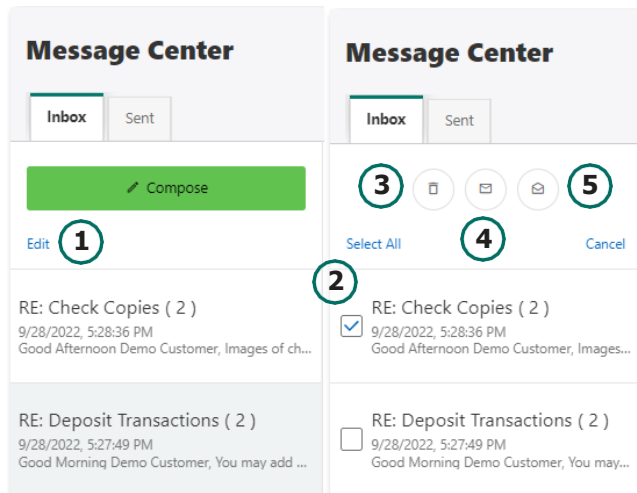 Message Center
Inbox
Sent
Compose
Edit
1
RE: Check Copies ( 2 )
9/28/2022, 5:28:36 PM
Good Afternoon Demo Customer, Images of ch...
RE: Deposit Transactions ( 2 )
9/28/2022, 5:27:49 PM
Good Morning Demo Customer, You may add ...
Message Center
Inbox
Sent
3
5
Select All
4
Cancel
2
RE: Check Copies ( 2 )
9/28/2022, 5:28:36 PM
Good Afternoon Demo Customer, Images...
RE: Deposit Transactions ( 2 )
9/28/2022, 5:27:49 PM
Good Morning Demo Customer, You may...